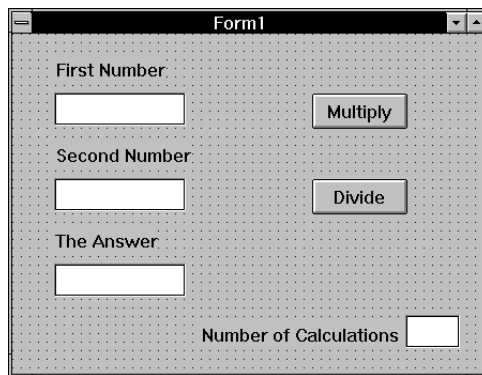 Form1
First Number
Multiply
Second Number
Divide
The Answer
Number of Calculations